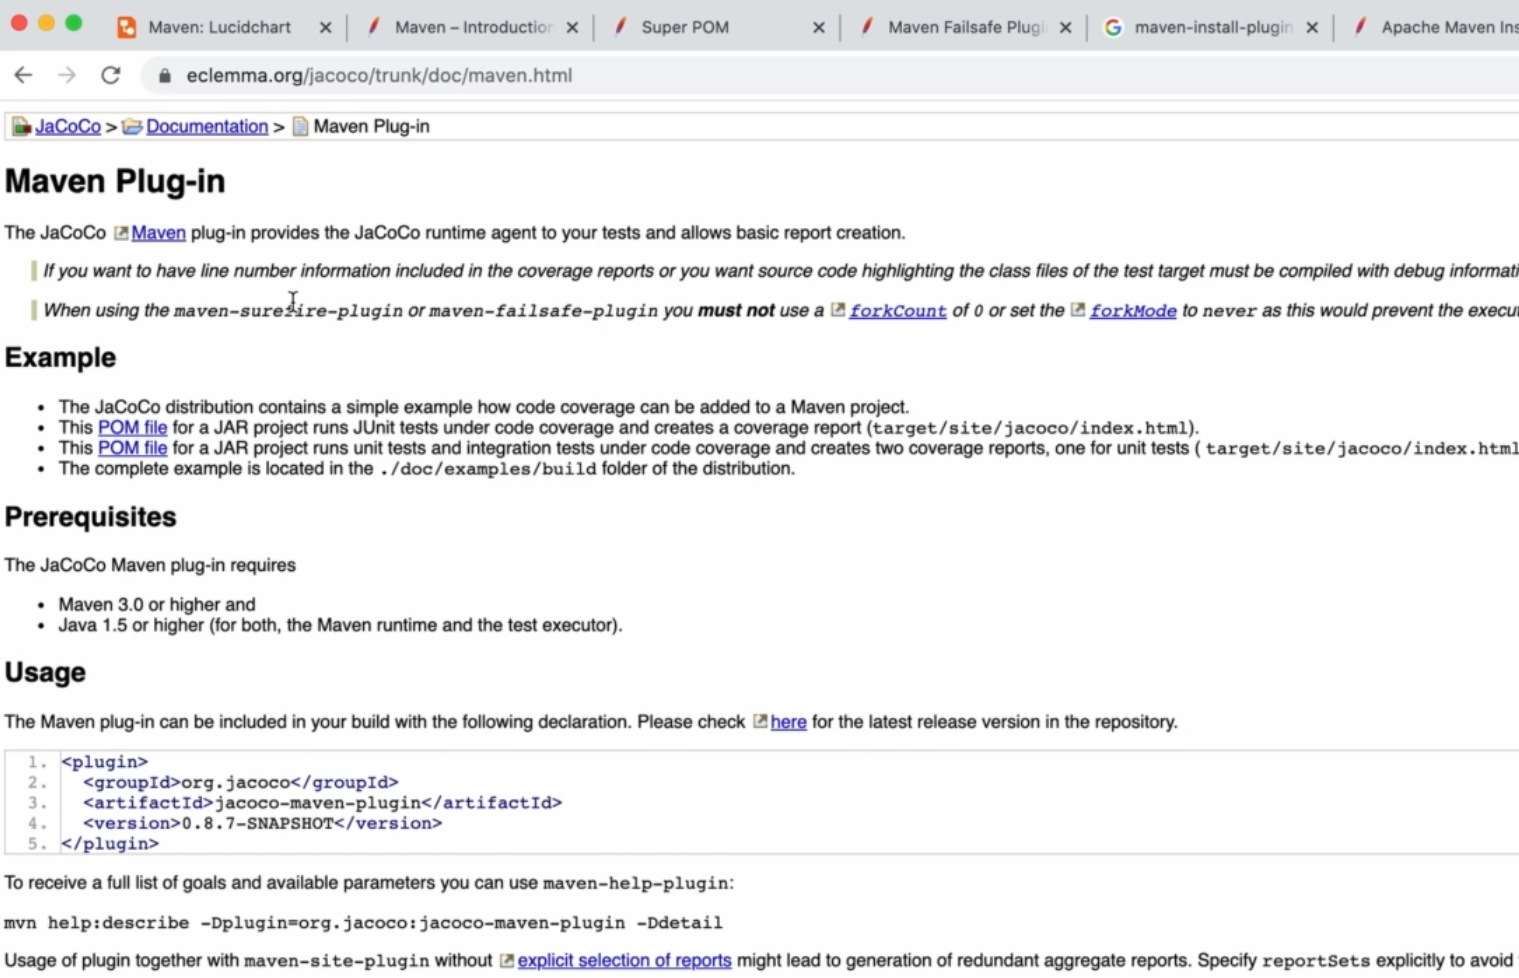 Maven: Lucidchart
Maven – Introduction
Super POM
Maven Failsafe Plugi
maven-install-plugin
Apache Maven Ins
eclemma.org/jacoco/trunk/doc/maven.html
JaCoCo > Documentation > Maven Plug-in
Maven Plug-in
The JaCoCo Maven plug-in provides the JaCoCo runtime agent to your tests and allows basic report creation.
If you want to have line number information included in the coverage reports or you want source code highlighting the class files of the test target must be compiled with debug informati
When using the maven-surefire-plugin or maven-failsafe-plugin you must not use a forkCount of 0 or set the forkMode to never as this would prevent the execu
Example
• The JaCoCo distribution contains a simple example how code coverage can be added to a Maven project.
• This POM file for a JAR project runs JUnit tests under code coverage and creates a coverage report (target/site/jacoco/index.html).
• This POM file for a JAR project runs unit tests and integration tests under code coverage and creates two coverage reports, one for unit tests ( target/site/jacoco/index.html
• The complete example is located in the ./doc/examples/build folder of the distribution.
Prerequisites
The JaCoCo Maven plug-in requires
• Maven 3.0 or higher and
• Java 1.5 or higher (for both, the Maven runtime and the test executor).
Usage
The Maven plug-in can be included in your build with the following declaration. Please check here for the latest release version in the repository.
1. <plugin>
2. <groupId>org.jacoco</groupId>
3. <artifactId>jacoco-maven-plugin</artifactId>
4. <version>0.8.7-SNAPSHOT</version>
5. </plugin>
To receive a full list of goals and available parameters you can use maven-help-plugin:
mvn help:describe -Dplugin=org.jacoco:jacoco-maven-plugin -Ddetail
Usage of plugin together with maven-site-plugin without explicit selection of reports might lead to generation of redundant aggregate reports. Specify reportSets explicitly to avoid